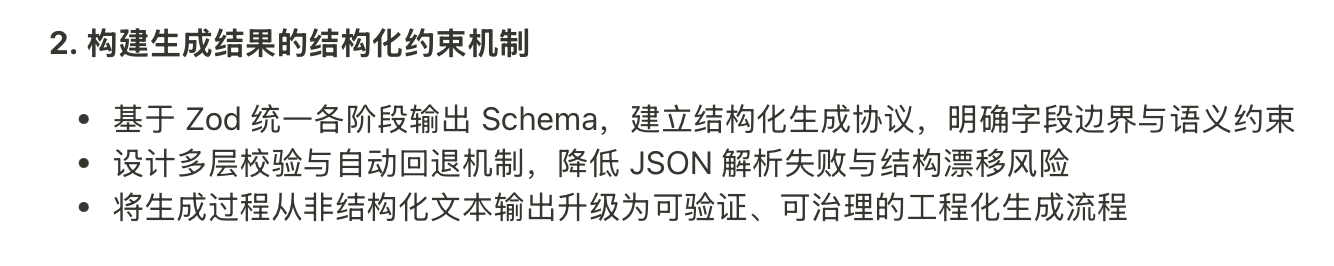 2. 构建生成结果的结构化约束机制
• 基于 Zod 统一各阶段输出 Schema，建立结构化生成协议，明确字段边界与语义约束
• 设计多层校验与自动回退机制，降低 JSON 解析失败与结构漂移风险
• 将生成过程从非结构化文本输出升级为可验证、可治理的工程化生成流程